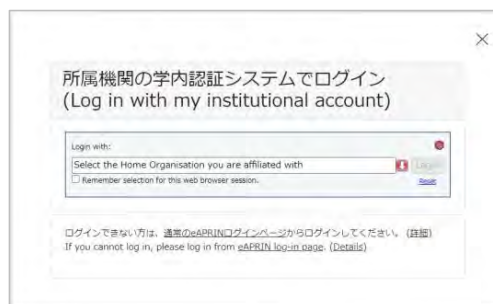 所属機関の学内認証システムでログイン
(Log in with my institutional account)
Login with:
Select the Home Organisation you are affiliated with
Remember selection for this web browser session.
Reset
ログインできない方は、通常のeAPRINログインページからログインしてください。 (詳細)
If you cannot log in, please log in from eAPRIN log-in page. (Details)